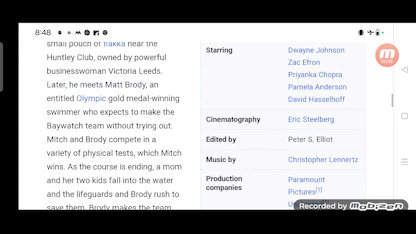 8:48
small pouch of flakka near the
Huntley Club, owned by powerful
businesswoman Victoria Leeds.
Later, he meets Matt Brody, an
entitled Olympic gold medal-winning
swimmer who expects to make the
Baywatch team without trying out.
Mitch and Brody compete in a
variety of physical tests, which Mitch
wins. As the course is ending, a mom
and her two kids fall into the water
and the lifeguards and Brody rush to
save them. Brody makes the team
Starring
Dwayne Johnson
Zac Efron
Priyanka Chopra
Pamela Anderson
David Hasselhoff
Cinematography
Eric Steelberg
Edited by
Peter S. Elliot
Music by
Christopher Lennertz
Production
companies
Paramount
Pictures[1]
Recorded by
Mobizen